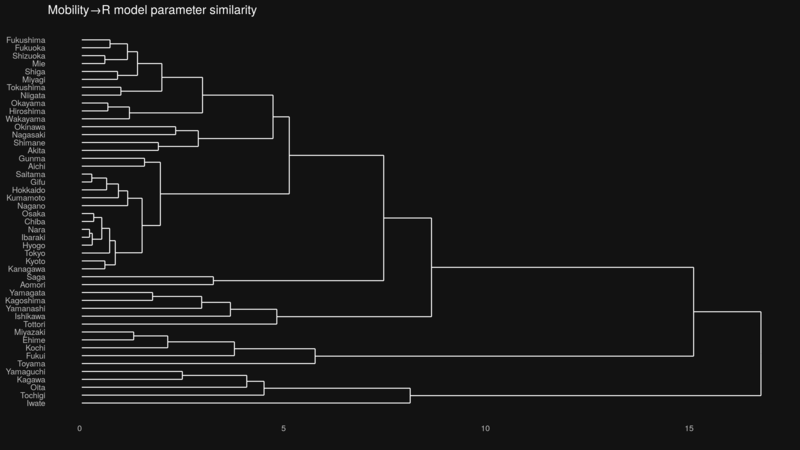 Mobility→R model parameter similarity
Fukushima
Fukuoka
Shizuoka
Mie
Shiga
Miyagi
Tokushima
Niigata
Okayama
Hiroshima
Wakayama
Okinawa
Nagasaki
Shimane
Akita
Gunma
Aichi
Saitama
Gifu
Hokkaido
Kumamoto
Nagano
Osaka
Chiba
Nara
Ibaraki
Hyogo
Tokyo
Kyoto
Kanagawa
Saga
Aomori
Yamagata
Kagoshima
Yamanashi
Ishikawa
Tottori
Miyazaki
Ehime
Kochi
Fukui
Toyama
Yamaguchi
Kagawa
Oita
Tochigi
Iwate
0 5 10 15